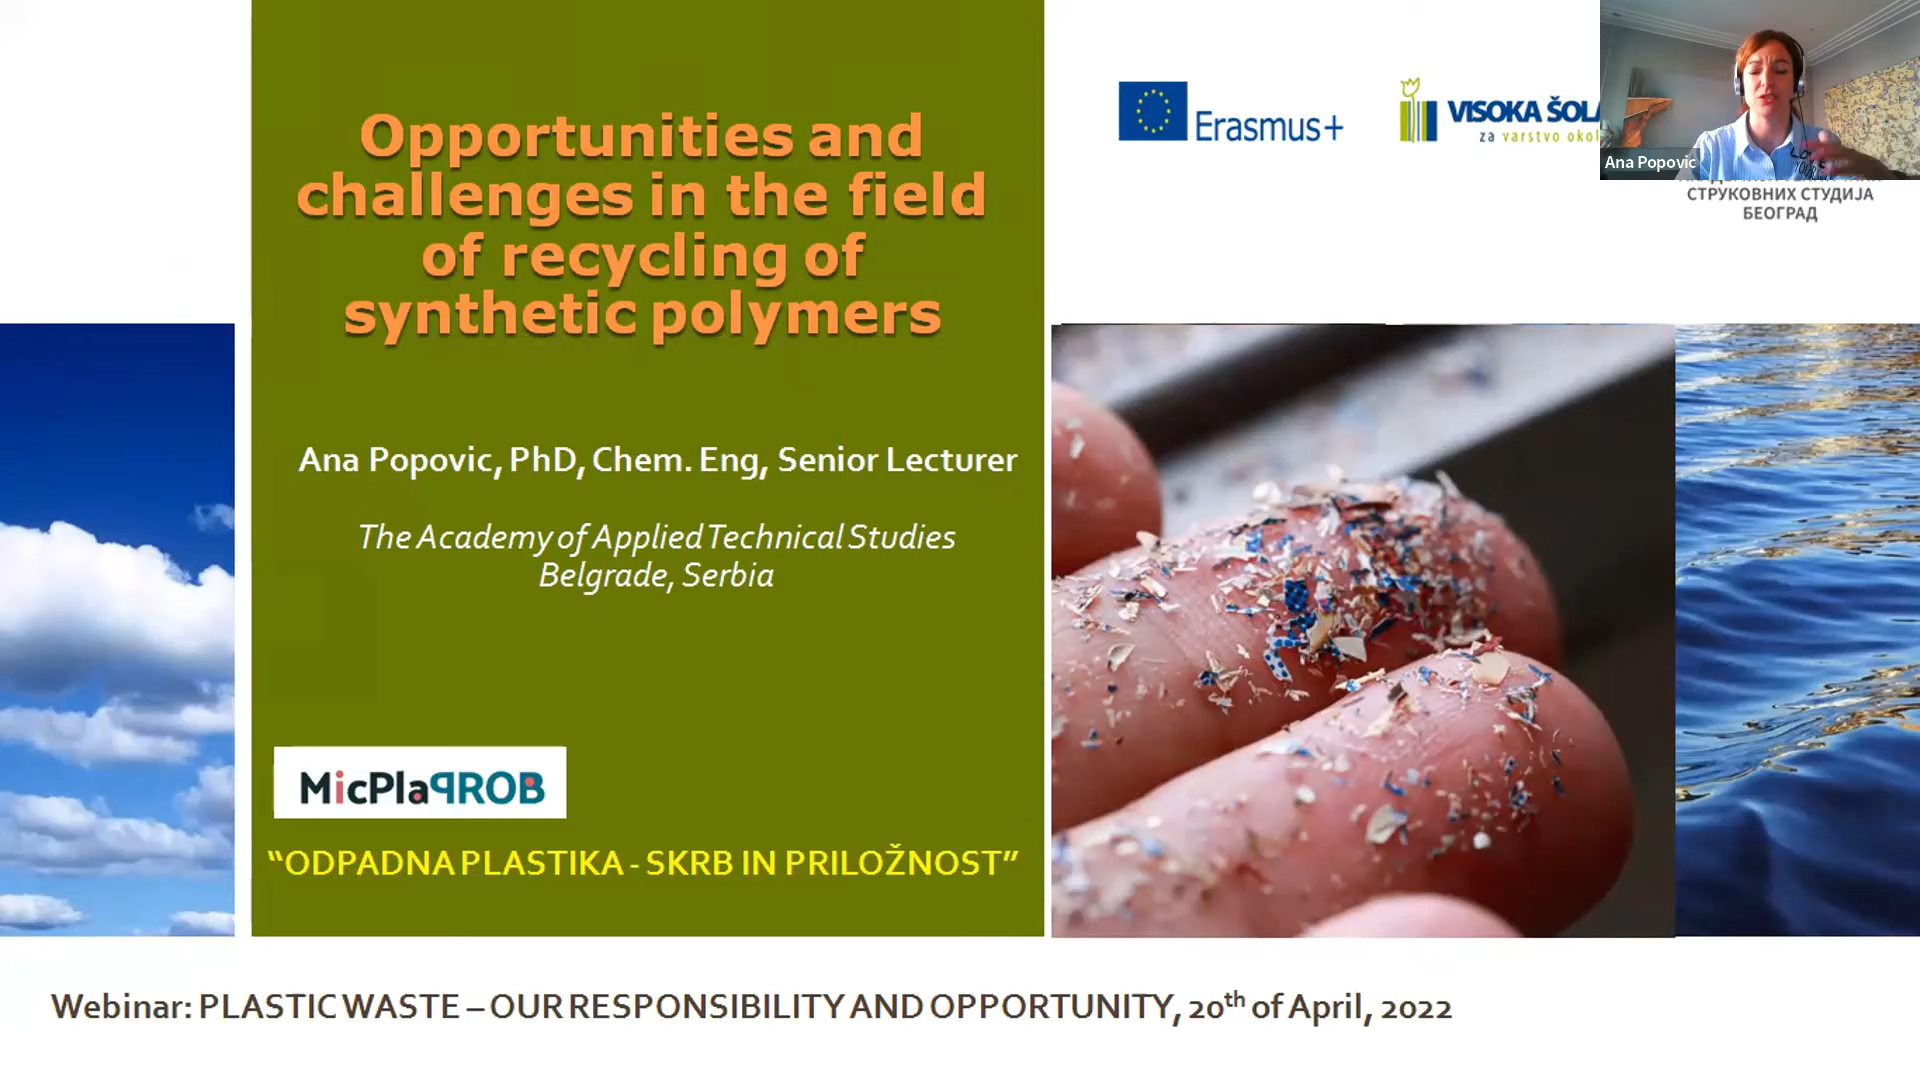 Opportunities and
challenges in the field
of recycling of
synthetic polymers
Ana Popovic, PhD, Chem. Eng, Senior Lecturer
The Academy of Applied Technical Studies
Belgrade, Serbia
MicPlaPROB
“ODPADNA PLASTIKA - SKRB IN PRILOŽNOST”
Erasmus+
VISOKA ŠOLA
za varstvo okol
Ana Popovic
СТРУКОВНИХ СТУДИЈА
БЕОГРАД
Webinar: PLASTIC WASTE – OUR RESPONSIBILITY AND OPPORTUNITY, 20th of April, 2022